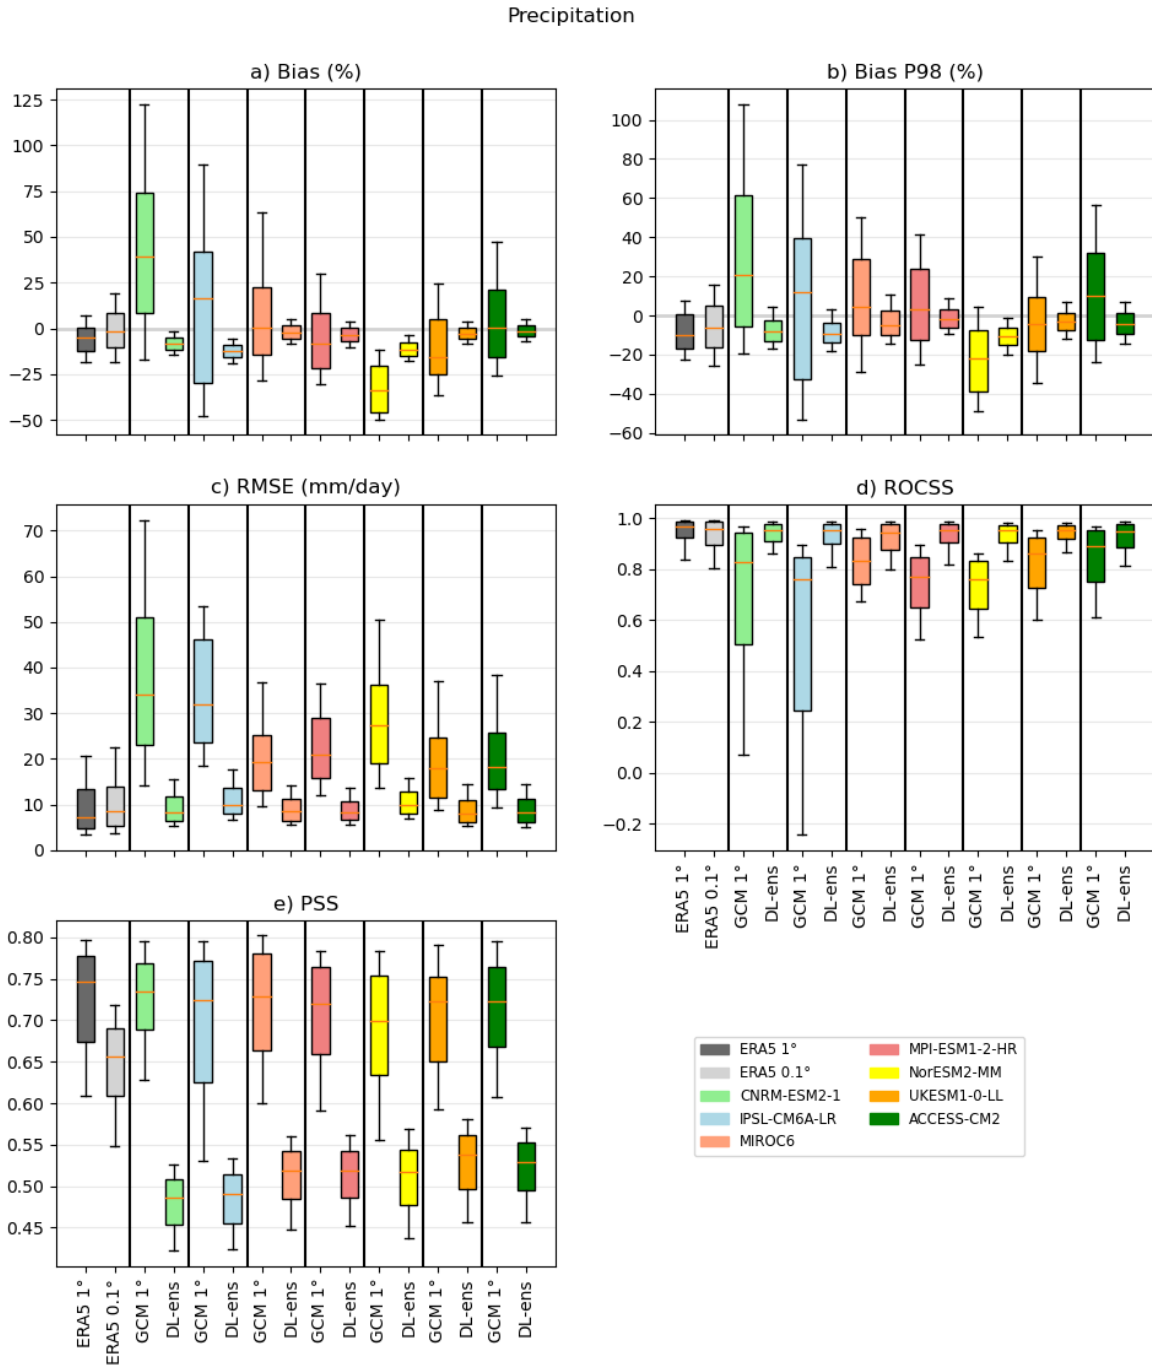 Precipitation
a) Bias (%)
125
100
75
50
25
0
−25
−50
b) Bias P98 (%)
100
80
60
40
20
0
−20
−40
−60
c) RMSE (mm/day)
70
60
50
40
30
20
10
0
d) ROCSS
1.0
0.8
0.6
0.4
0.2
0.0
−0.2
ERA5 1°
ERA5 0.1°
GCM 1°
DL-ens
GCM 1°
DL-ens
GCM 1°
DL-ens
GCM 1°
DL-ens
GCM 1°
DL-ens
GCM 1°
DL-ens
GCM 1°
DL-ens
e) PSS
0.80
0.75
0.70
0.65
0.60
0.55
0.50
0.45
ERA5 1°
ERA5 0.1°
GCM 1°
DL-ens
GCM 1°
DL-ens
GCM 1°
DL-ens
GCM 1°
DL-ens
GCM 1°
DL-ens
GCM 1°
DL-ens
GCM 1°
DL-ens
ERA5 1°
ERA5 0.1°
CNRM-ESM2-1
IPSL-CM6A-LR
MIROC6
MPI-ESM1-2-HR
NorESM2-MM
UKESM1-0-LL
ACCESS-CM2